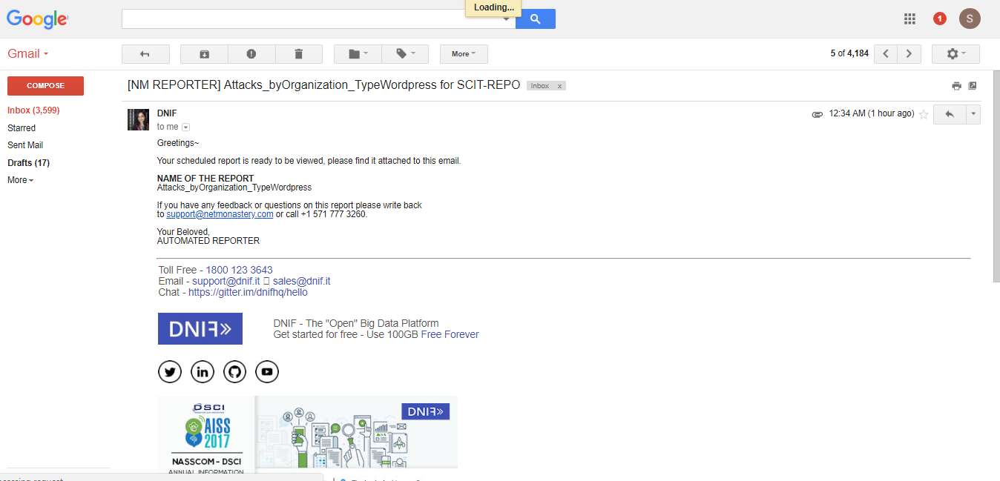 Loading...
Google
1
S
Gmail
More
5 of 4,184
COMPOSE
Inbox (3,599)
Starred
Sent Mail
Drafts (17)
More
[NM REPORTER] Attacks_byOrganization_TypeWordpress for SCIT-REPO
Inbox x
DNIF
12:34 AM (1 hour ago)
to me
Greetings~
Your scheduled report is ready to be viewed, please find it attached to this email.
NAME OF THE REPORT
Attacks_byOrganization_TypeWordpress
If you have any feedback or questions on this report please write back
to support@netmonastery.com or call +1 571 777 3260.
Your Beloved,
AUTOMATED REPORTER
Toll Free - 1800 123 3643
Email - support@dnif.it sales@dnif.it
Chat - https://gitter.im/dnifhq/hello
DNIF»
DNIF - The "Open" Big Data Platform
Get started for free - Use 100GB Free Forever
in
DSCI
DNIF»
AISS
2017
NASSCOM - DSCI
ANNUAL INFORMATION